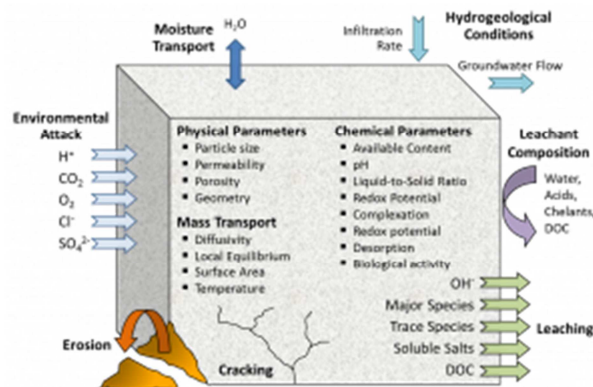 Moisture
Transport
H₂O
Infiltration
Rate
Hydrogeological
Conditions
Groundwater Flow
Environmental
Attack
H⁺
CO₂
O₂
Cl⁻
SO₄²⁻
Physical Parameters
▪ Particle size
▪ Permeability
▪ Porosity
▪ Geometry
Mass Transport
▪ Diffusivity
▪ Local Equilibrium
▪ Surface Area
▪ Temperature
Chemical Parameters
▪ Available Content
▪ pH
▪ Liquid-to-Solid Ratio
▪ Redox Potential
▪ Complexation
▪ Redox potential
▪ Desorption
▪ Biological activity
Leachant
Composition
Water,
Acids,
Chelants,
DOC
OH⁻
Major Species
Trace Species
Soluble Salts
DOC
Leaching
Erosion
Cracking